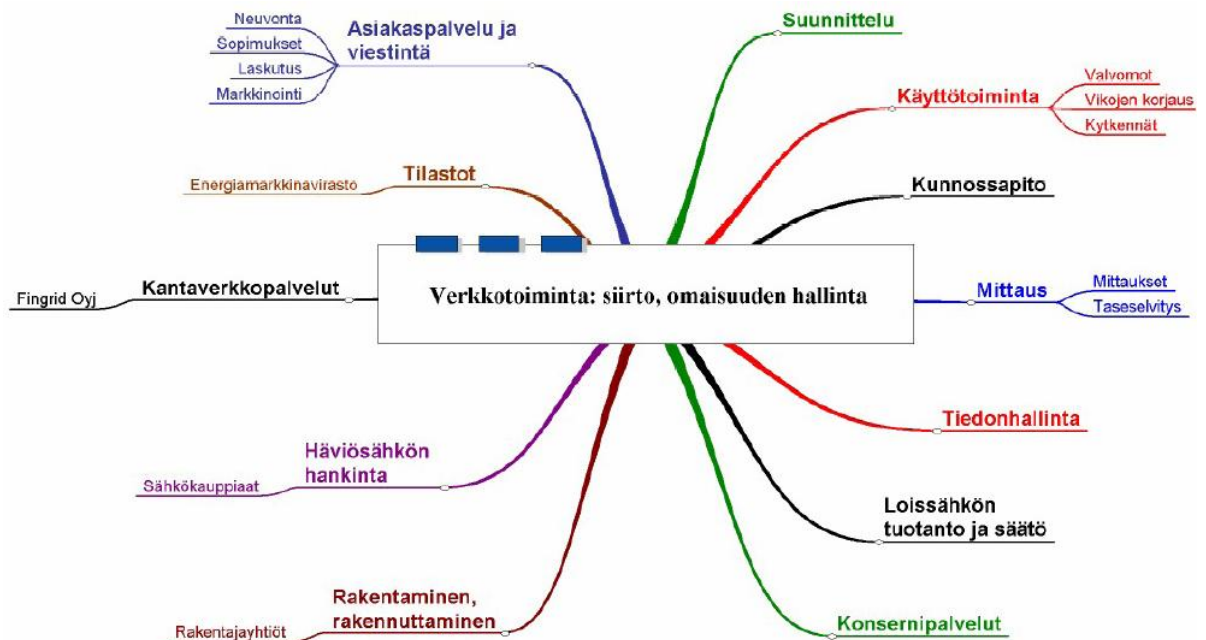 Neuvonta
Sopimukset
Laskutus
Markkinointi
Asiakaspalvelu ja
viestintä
Energiamarkkinavirasto
Tilastot
Fingrid Oyj
Kantaverkkopalvelut
Sähkökauppiaat
Häviösähkön
hankinta
Rakentajayhtiöt
Rakentaminen,
rakennuttaminen
Verkkotoiminta: siirto, omaisuuden hallinta
Suunnittelu
Käyttötoiminta
Valvomot
Vikojen korjaus
Kytkennät
Kunnossapito
Mittaus
Mittaukset
Taseselvitys
Tiedonhallinta
Loissähkön
tuotanto ja säätö
Konsernipalvelut